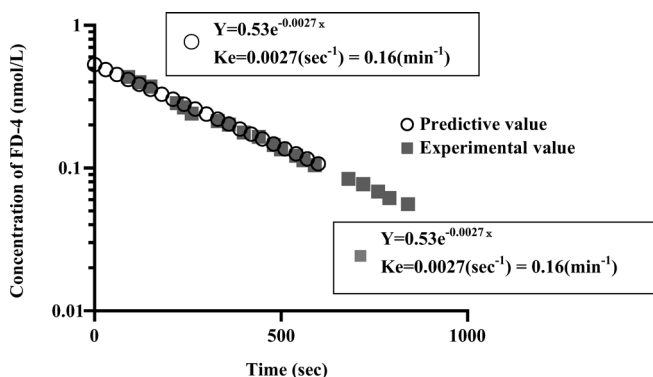 Y=0.53e-0.0027 x
Ke=0.0027(sec-1) = 0.16(min-1)
Predictive value
Experimental value
Y=0.53e-0.0027 x
Ke=0.0027(sec-1) = 0.16(min-1)
Concentration of FD-4 (nmol/L)
1
0.1
0.01
0
500
1000
Time (sec)